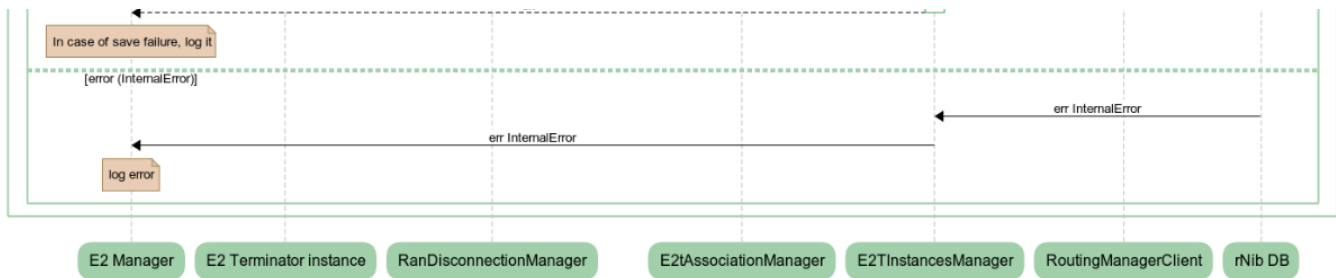 In case of save failure, log it
[error (InternalError)]
err InternalError
err InternalError
log error
E2 Manager
E2 Terminator instance
RanDisconnectionManager
E2tAssociationManager
E2TInstancesManager
RoutingManagerClient
rNib DB